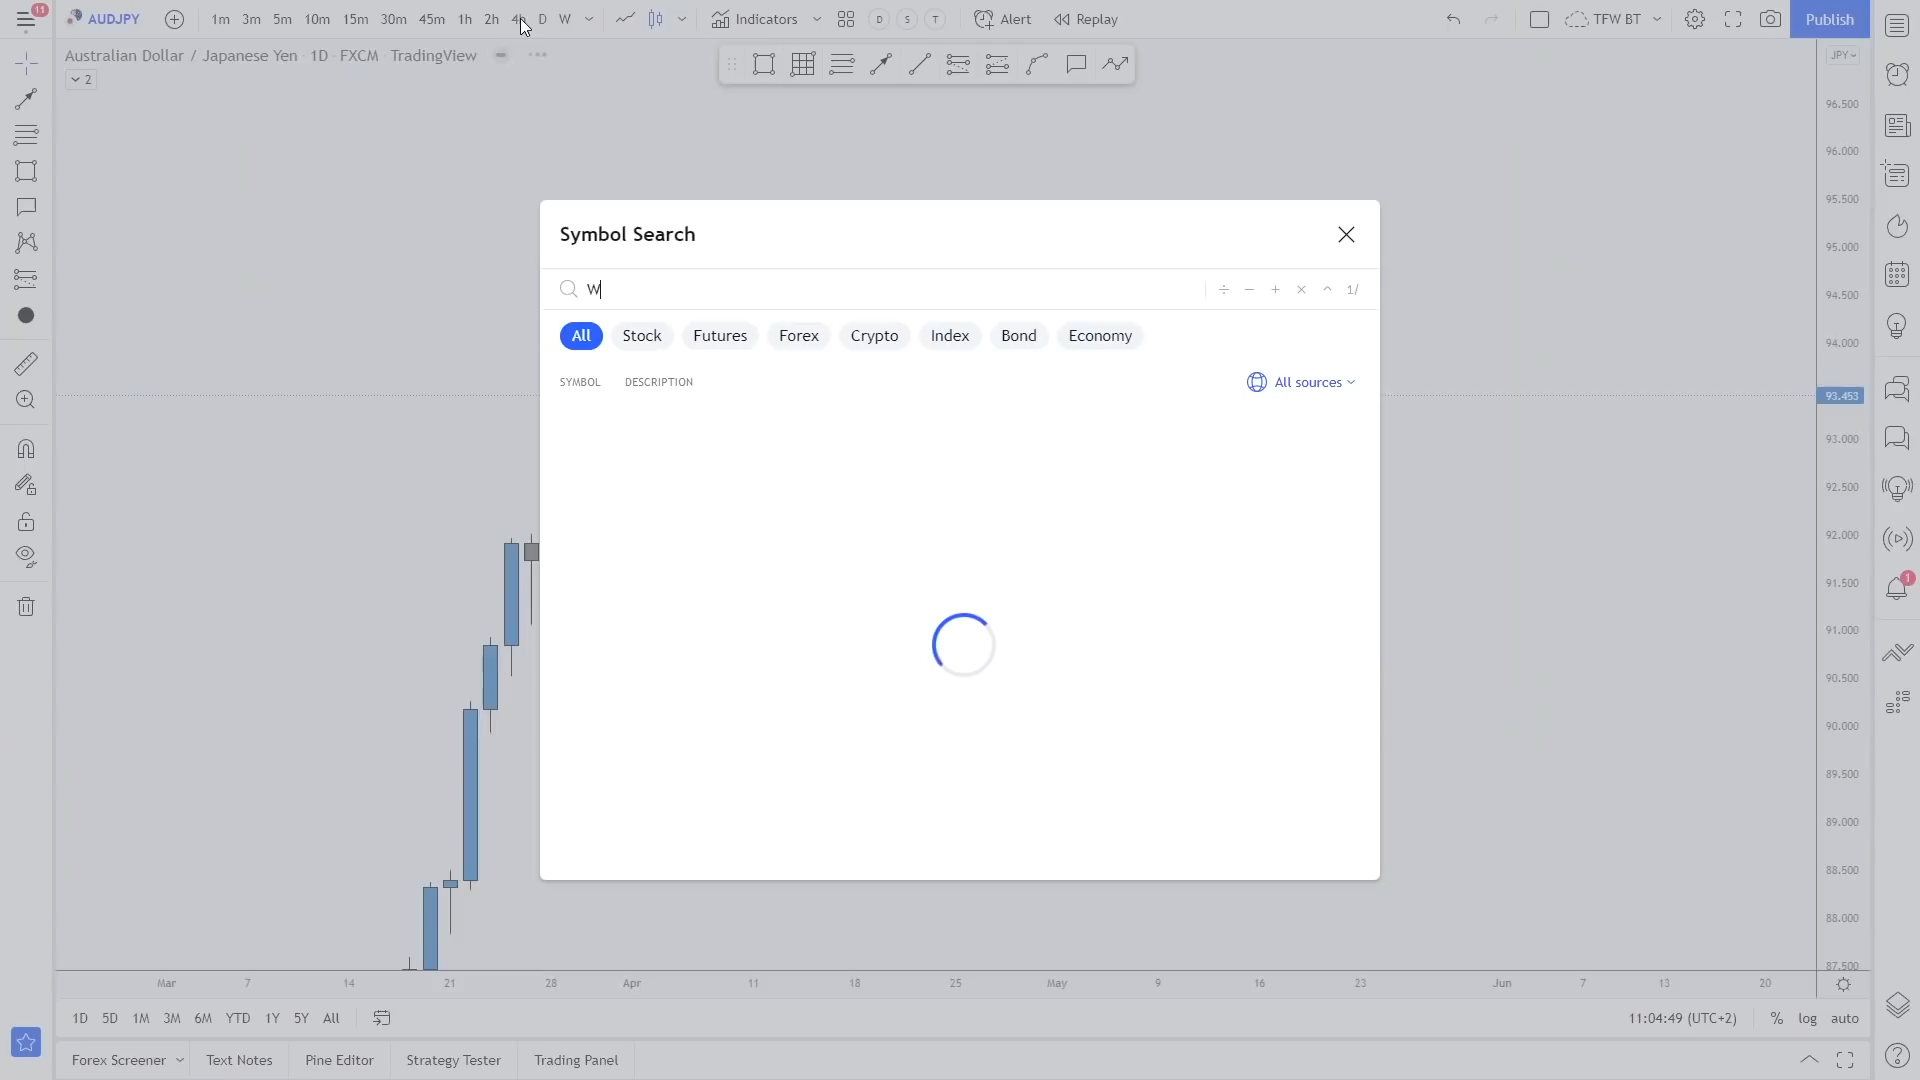 11
AUDJPY
1m 3m 5m 10m 15m 30m 45m 1h 2h 4h D W
Indicators
D S T
Alert
Replay
TFW BT
Publish
Australian Dollar / Japanese Yen · 1D · FXCM · TradingView
2
JPY
96.500
96.000
95.500
95.000
94.500
94.000
93.453
93.000
92.500
92.000
91.500
91.000
90.500
90.000
89.500
89.000
88.500
88.000
87.500
Symbol Search
W
÷ − + × ^ 1/
All Stock Futures Forex Crypto Index Bond Economy
SYMBOL DESCRIPTION
All sources
1
Mar 7 14 21 28 Apr 11 18 25 May 9 16 23 Jun 7 13 20
1D 5D 1M 3M 6M YTD 1Y 5Y All
11:04:49 (UTC+2) % log auto
Forex Screener Text Notes Pine Editor Strategy Tester Trading Panel